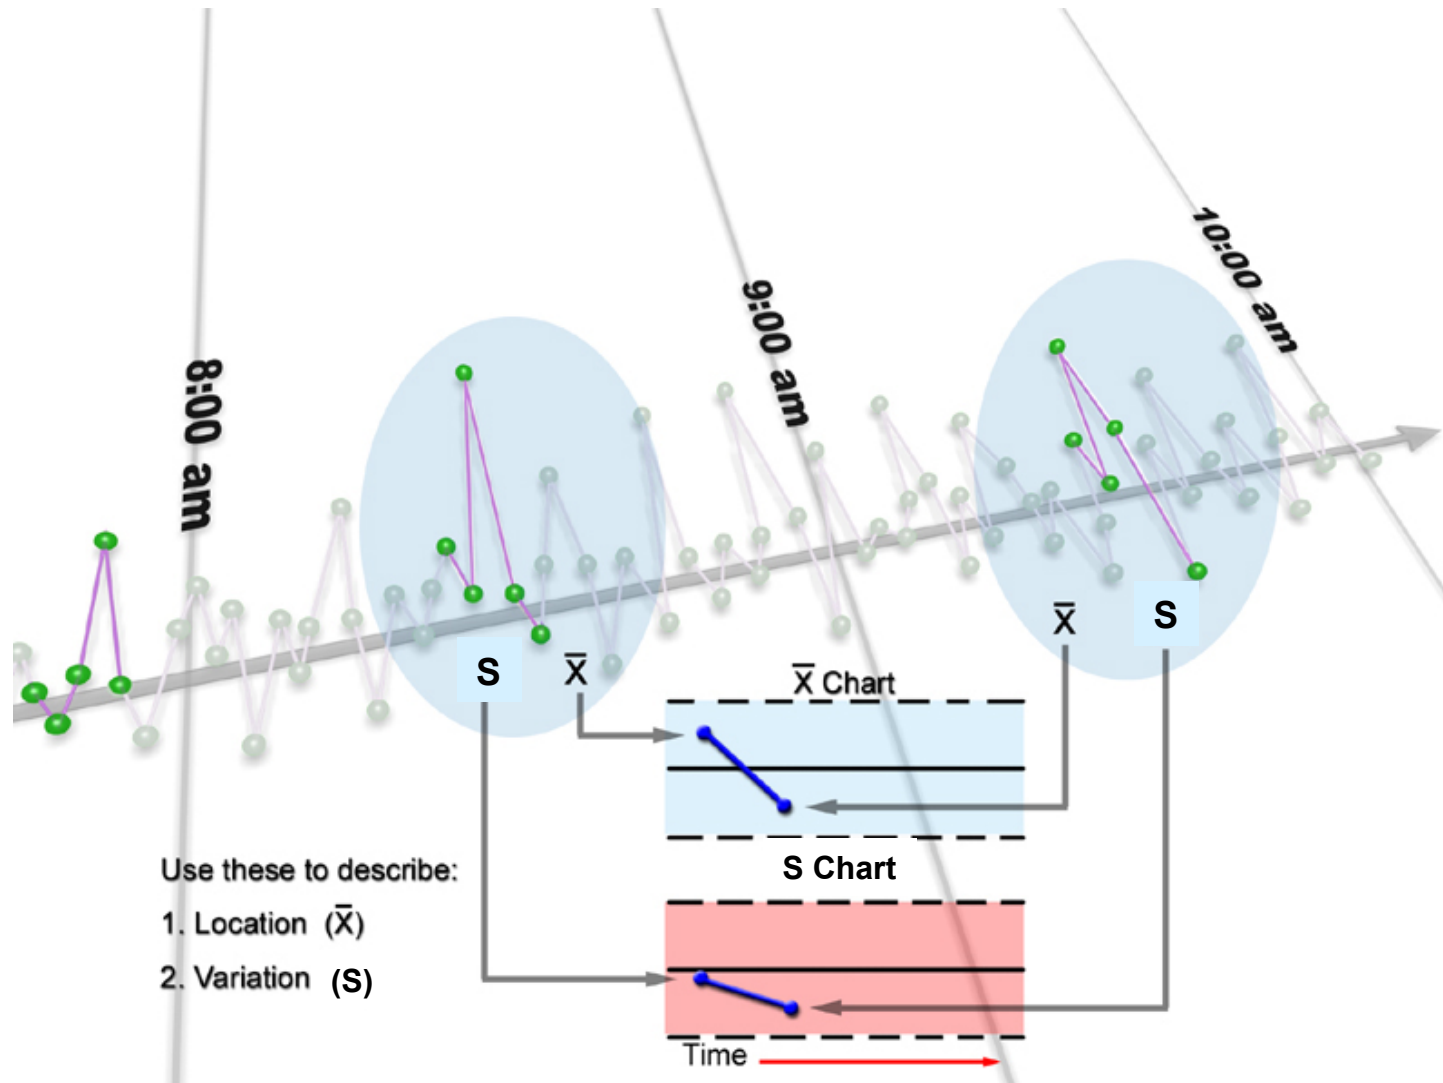 10:00 am
9:00 am
8:00 am
X̅
S
S
X̅
X̅ Chart
S Chart
Use these to describe:
1. Location (X̅)
2. Variation (S)
Time